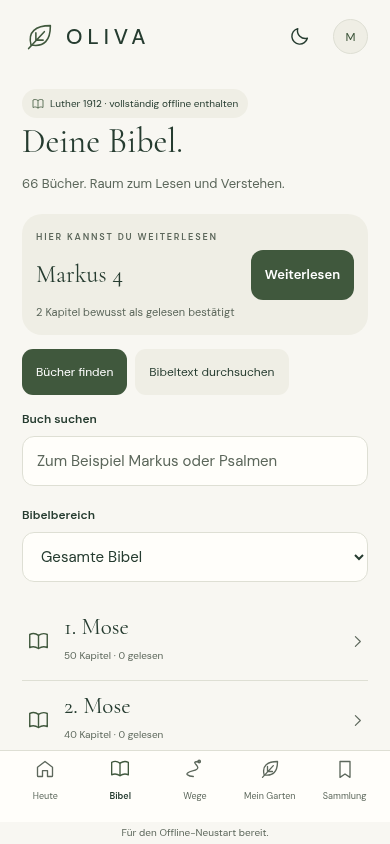 OLIVA
M
Luther 1912 · vollständig offline enthalten
Deine Bibel.
66 Bücher. Raum zum Lesen und Verstehen.
HIER KANNST DU WEITERLESEN
Markus 4
Weiterlesen
2 Kapitel bewusst als gelesen bestätigt
Bücher finden
Bibeltext durchsuchen
Buch suchen
Zum Beispiel Markus oder Psalmen
Bibelbereich
Gesamte Bibel
1. Mose
50 Kapitel · 0 gelesen
2. Mose
40 Kapitel · 0 gelesen
Heute
Bibel
Wege
Mein Garten
Sammlung
Für den Offline-Neustart bereit.